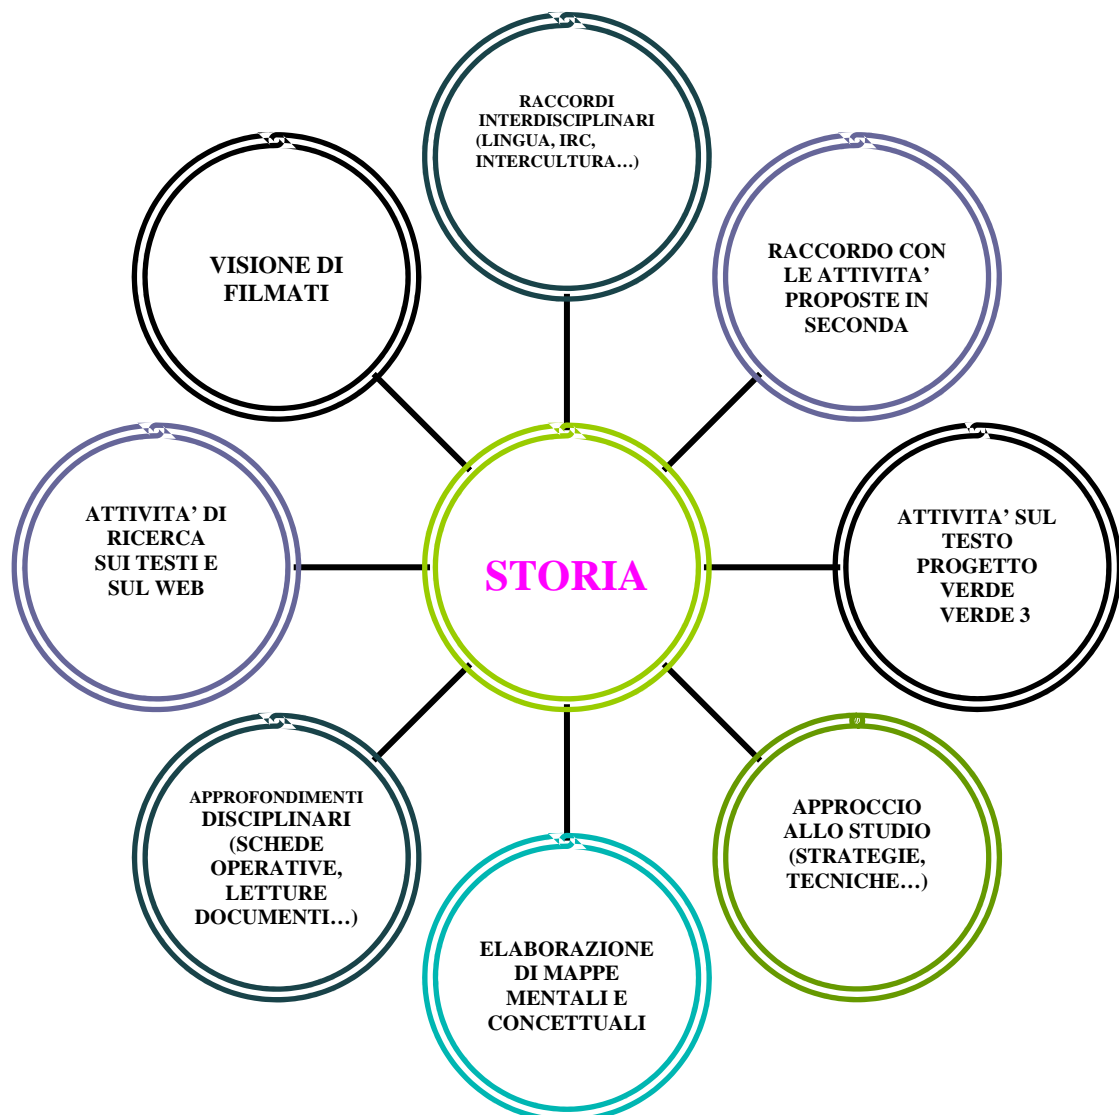 RACCORDI
INTERDISCIPLINARI
(LINGUA, IRC,
INTERCULTURA…)
RACCORDO CON
LE ATTIVITA’
PROPOSTE IN
SECONDA
ATTIVITA’ SUL
TESTO
PROGETTO
VERDE
VERDE 3
APPROCCIO
ALLO STUDIO
(STRATEGIE,
TECNICHE…)
ELABORAZIONE
DI MAPPE
MENTALI E
CONCETTUALI
APPROFONDIMENTI
DISCIPLINARI
(SCHEDE
OPERATIVE,
LETTURE
DOCUMENTI…)
ATTIVITA’ DI
RICERCA
SUI TESTI E
SUL WEB
VISIONE DI
FILMATI
STORIA